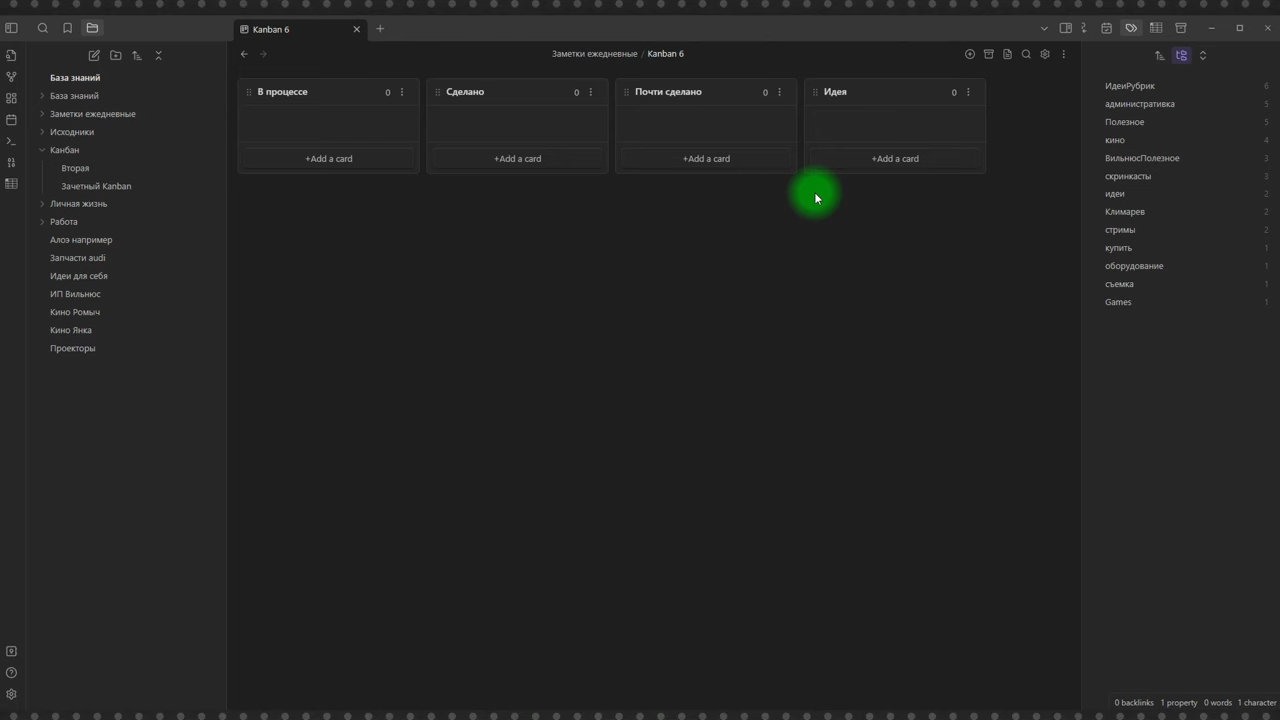 Kanban 6
Заметки ежедневные / Kanban 6
База знаний
База знаний
Заметки ежедневные
Исходники
Канбан
Вторая
Зачетный Kanban
Личная жизнь
Работа
Алоэ например
Запчасти audi
Идеи для себя
ИП Вильнюс
Кино Ромыч
Кино Янка
Проекторы
В процессе 0
+Add a card
Сделано 0
+Add a card
Почти сделано 0
+Add a card
Идея 0
+Add a card
ИдеиРубрик 6
административка 5
Полезное 5
кино 4
ВильнюсПолезное 3
скринкасты 3
идеи 2
Климарев 2
стримы 2
купить 1
оборудование 1
съемка 1
Games 1
0 backlinks 1 property 0 words 1 character